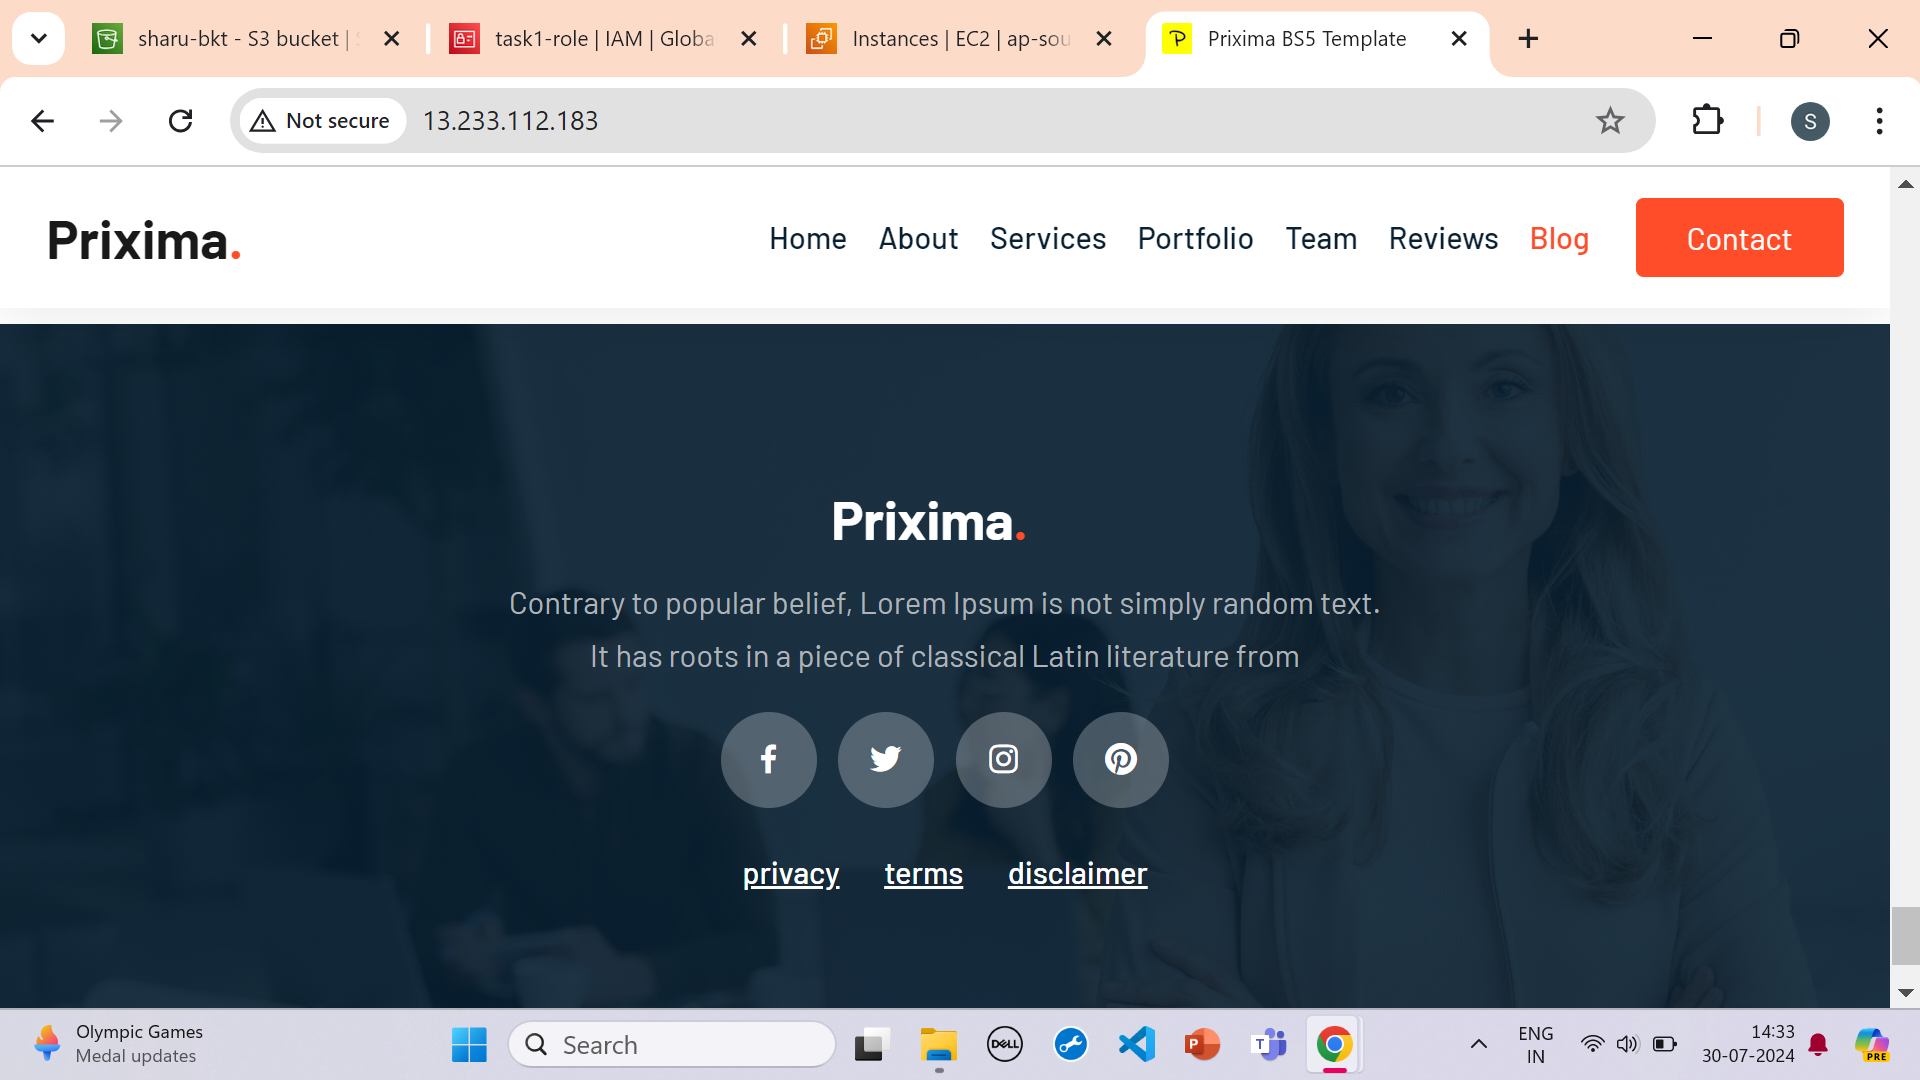 sharu-bkt - S3 bucket |
task1-role | IAM | Globa
Instances | EC2 | ap-sou
Prixima BS5 Template
Not secure
13.233.112.183
S
Prixima.
Home
About
Services
Portfolio
Team
Reviews
Blog
Contact
Prixima.
Contrary to popular belief, Lorem Ipsum is not simply random text.
It has roots in a piece of classical Latin literature from
privacy
terms
disclaimer
Olympic Games
Medal updates
Search
DELL
P
T
ENG
IN
14:33
30-07-2024
PRE